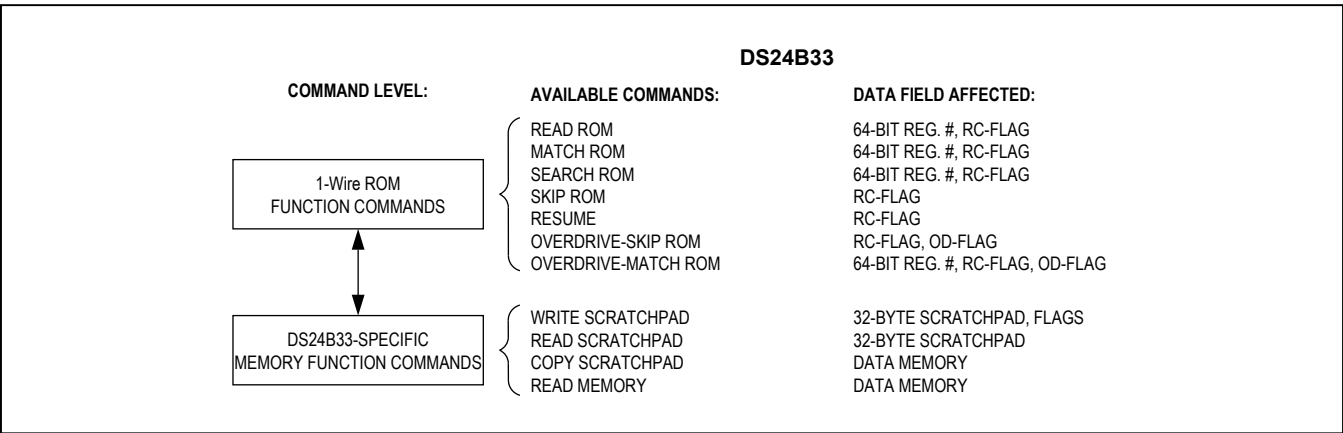 DS24B33
COMMAND LEVEL: AVAILABLE COMMANDS: DATA FIELD AFFECTED:
1-Wire ROM
FUNCTION COMMANDS
READ ROM 64-BIT REG. #, RC-FLAG
MATCH ROM 64-BIT REG. #, RC-FLAG
SEARCH ROM 64-BIT REG. #, RC-FLAG
SKIP ROM RC-FLAG
RESUME RC-FLAG
OVERDRIVE-SKIP ROM RC-FLAG, OD-FLAG
OVERDRIVE-MATCH ROM 64-BIT REG. #, RC-FLAG, OD-FLAG
DS24B33-SPECIFIC
MEMORY FUNCTION COMMANDS
WRITE SCRATCHPAD 32-BYTE SCRATCHPAD, FLAGS
READ SCRATCHPAD 32-BYTE SCRATCHPAD
COPY SCRATCHPAD DATA MEMORY
READ MEMORY DATA MEMORY